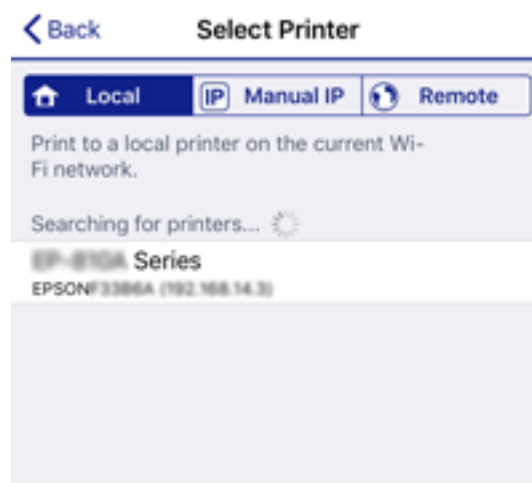 Back
Select Printer
Local
IP Manual IP
Remote
Print to a local printer on the current Wi-
Fi network.
Searching for printers...
Series
EPSON